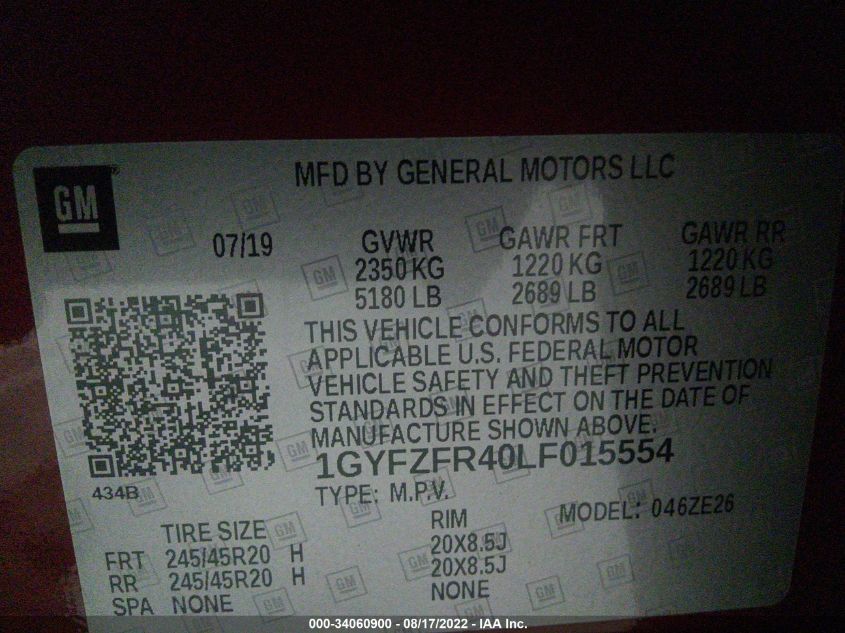 GM
MFD BY GENERAL MOTORS LLC
07/19
GVWR GAWR FRT GAWR RR
2350 KG 1220 KG 1220 KG
5180 LB 2689 LB 2689 LB
THIS VEHICLE CONFORMS TO ALL
APPLICABLE U.S. FEDERAL MOTOR
VEHICLE SAFETY AND THEFT PREVENTION
STANDARDS IN EFFECT ON THE DATE OF
MANUFACTURE SHOWN ABOVE.
1GYFZFR40LF015554
434B
TYPE: M.P.V. MODEL: 046ZE26
TIRE SIZE RIM
FRT 245/45R20 H 20X8.5J
RR 245/45R20 H 20X8.5J
SPA NONE NONE
000-34060900 - 08/17/2022 - IAA Inc.